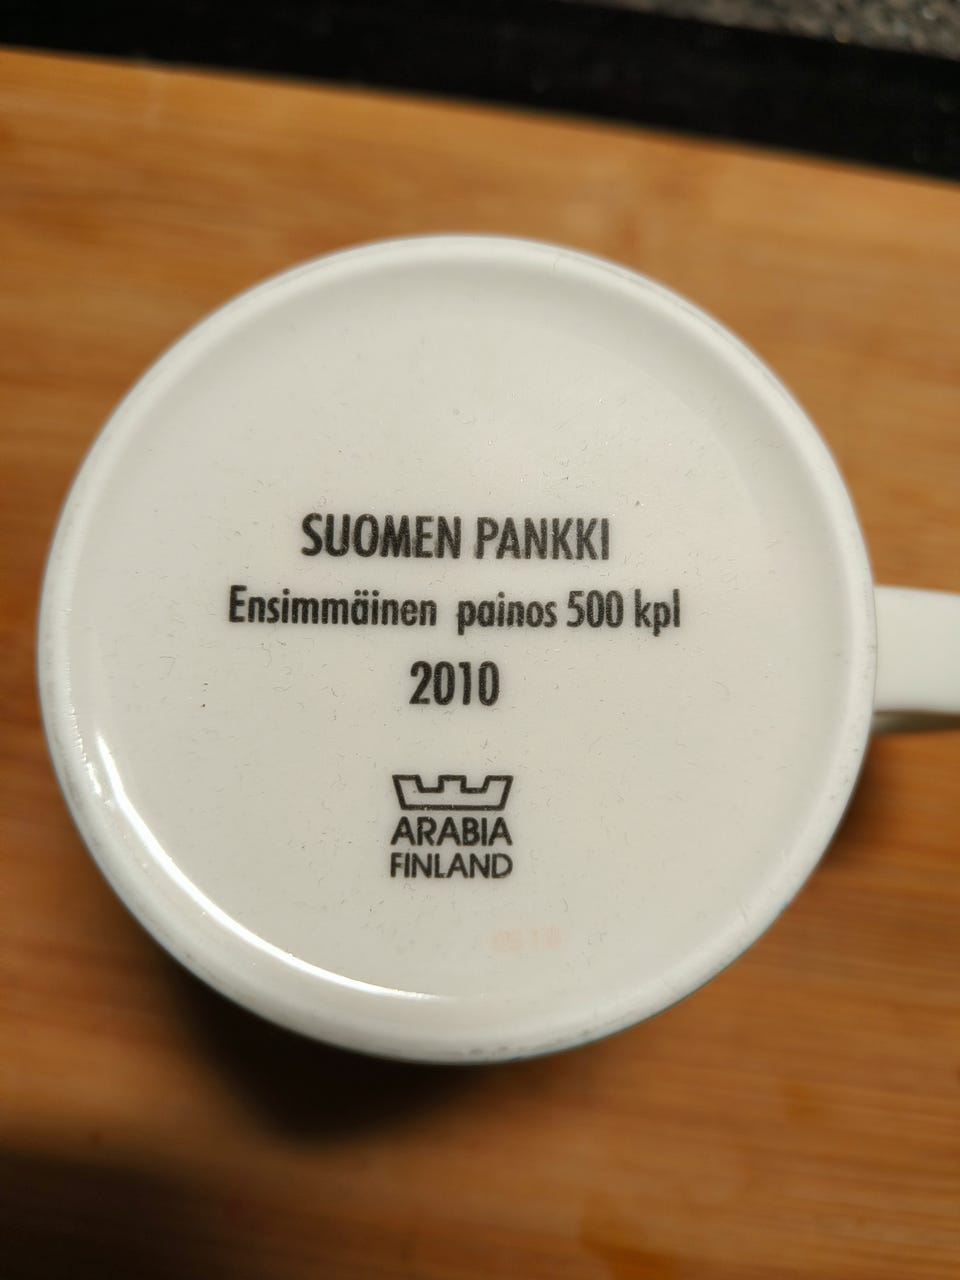 SUOMEN PANKKI
Ensimmäinen painos 500 kpl
2010
ARABIA
FINLAND